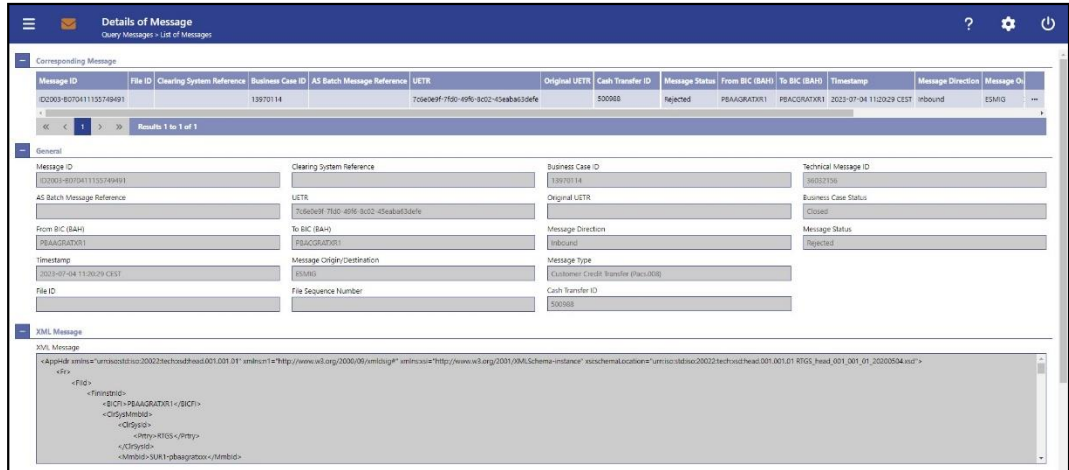 Details of Message
Query Messages > List of Messages
?
Corresponding Message
Message ID File ID Clearing System Reference Business Case ID AS Batch Message Reference UETR Original UETR Cash Transfer ID Message Status From BIC (BAH) To BIC (BAH) Timestamp Message Direction Message Ou
ID2003-B070411155749491 13970114 7c6e0e9f-7fd0-49f6-8c02-45eaba63defe 500988 Rejected PBAAGRATXR1 PBACGRATXR1 2023-07-04 11:20:29 CEST Inbound ESMIG ...
« < 1 > » Results 1 to 1 of 1
General
Message ID Clearing System Reference Business Case ID Technical Message ID
ID2003-B070411155749491 13970114 36032156
AS Batch Message Reference UETR Original UETR Business Case Status
7c6e0e9f-7fd0-49f6-8c02-45eaba63defe Closed
From BIC (BAH) To BIC (BAH) Message Direction Message Status
PBAAGRATXR1 PBACGRATXR1 Inbound Rejected
Timestamp Message Origin/Destination Message Type
2023-07-04 11:20:29 CEST ESMIG Customer Credit Transfer (Pacs.008)
File ID File Sequence Number Cash Transfer ID
500988
XML Message
XML Message
<AppHdr xmlns="urn:iso:std:iso:20022:tech:xsd:head.001.001.01" xmlns:n1="http://www.w3.org/2000/09/xmldsig#" xmlns:xsi="http://www.w3.org/2001/XMLSchema-instance" xsi:schemaLocation="urn:iso:std:iso:20022:tech:xsd:head.001.001.01 RTGS_head_001_001_01_20200504.xsd">
<Fr>
<FIId>
<FinInstnId>
<BICFI>PBAAGRATXR1</BICFI>
<ClrSysMmbId>
<ClrSysId>
<Prtry>RTGS</Prtry>
</ClrSysId>
<MmbId>SUR1-pbaagratxxx</MmbId>